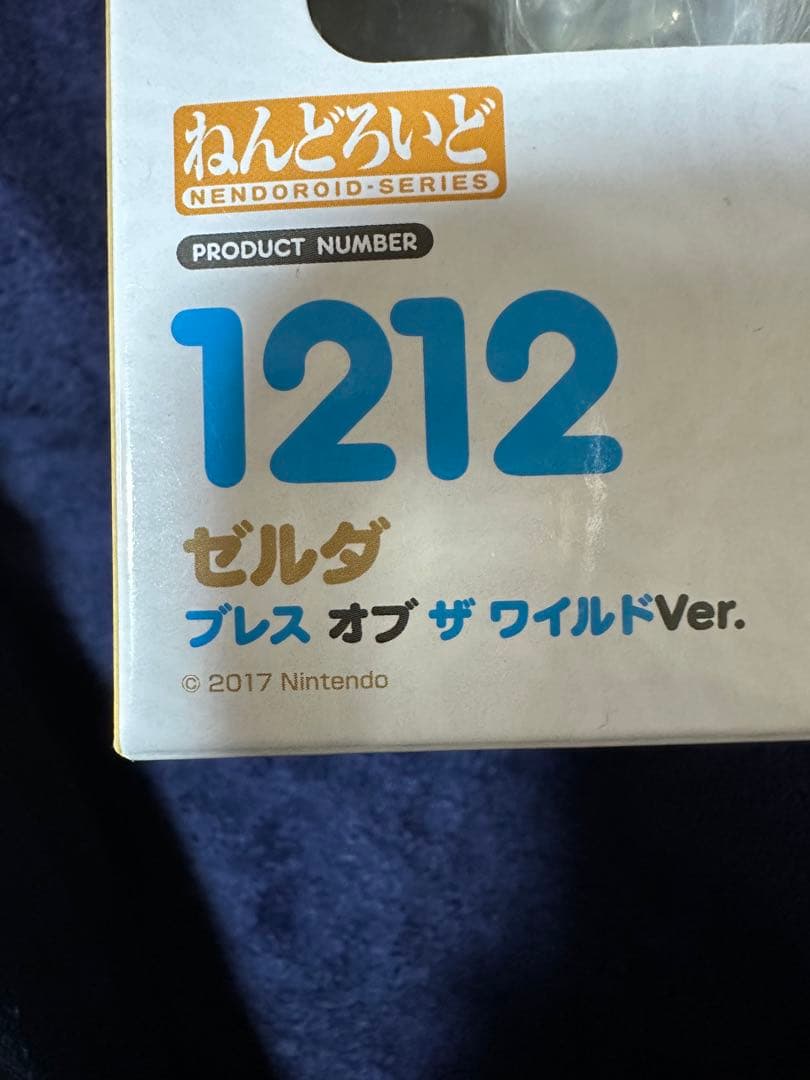 ねんどろいど
NENDOROID-SERIES
PRODUCT NUMBER
1212
ゼルダ
ブレス オブ ザ ワイルドVer.
© 2017 Nintendo